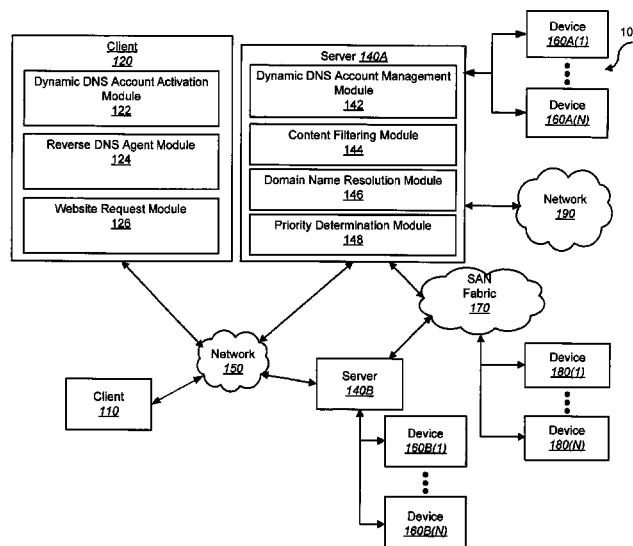 Client
120
Dynamic DNS Account Activation
Module
122
Reverse DNS Agent Module
124
Website Request Module
126
Server 140A
Dynamic DNS Account Management
Module
142
Content Filtering Module
144
Domain Name Resolution Module
146
Priority Determination Module
148
Device
160A(1)
Device
160A(N)
10
Network
190
SAN
Fabric
170
Network
150
Client
110
Server
140B
Device
180(1)
Device
180(N)
Device
160B(1)
Device
160B(N)